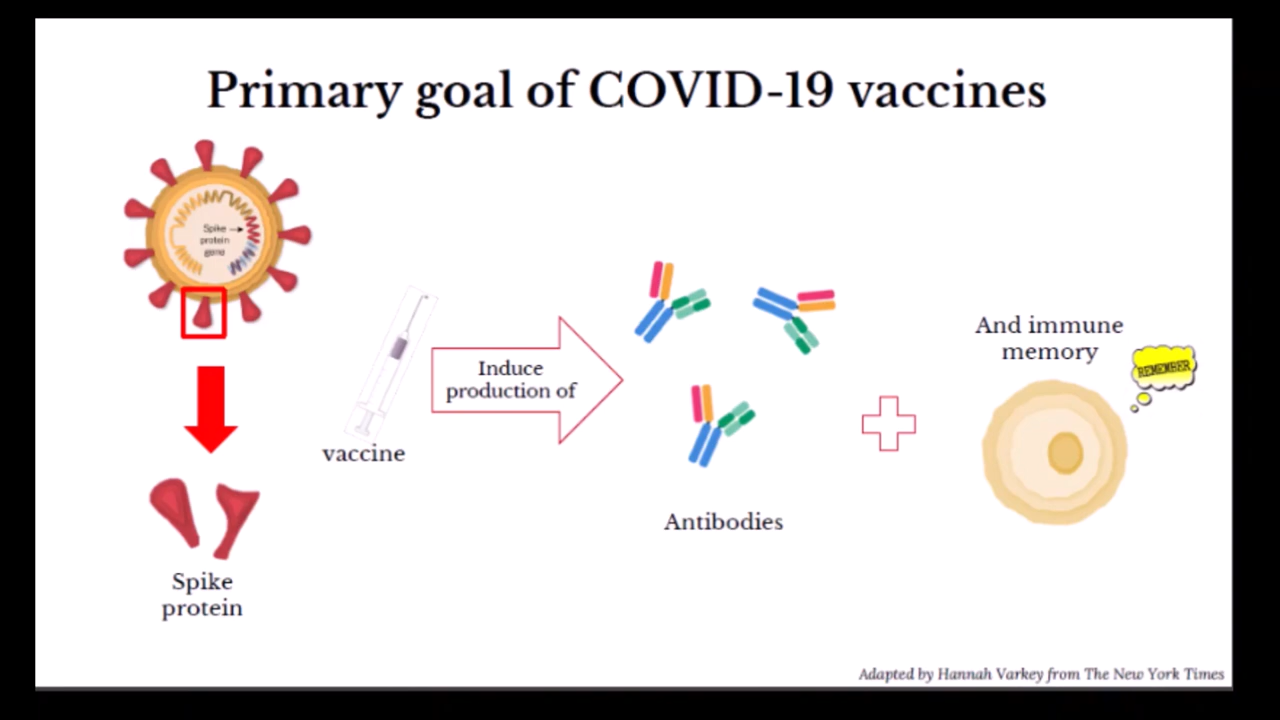 Primary goal of COVID-19 vaccines
Spike
protein
gene
Spike
protein
vaccine
Induce
production of
Antibodies
And immune
memory
REMEMBER
Adapted by Hannah Varkey from The New York Times